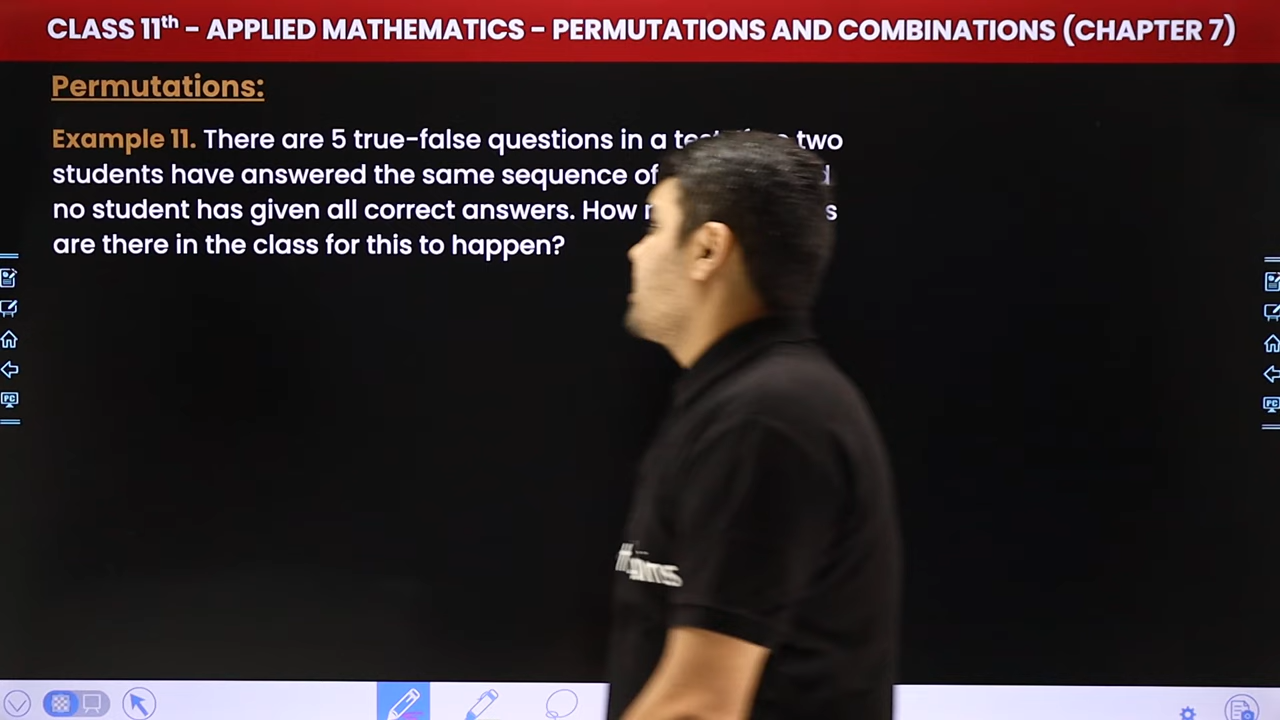 CLASS 11th – APPLIED MATHEMATICS – PERMUTATIONS AND COMBINATIONS (CHAPTER 7)
Permutations:
Example 11. There are 5 true-false questions in a two
students have answered the same sequence of
no student has given all correct answers. How
are there in the class for this to happen?
PC
PC